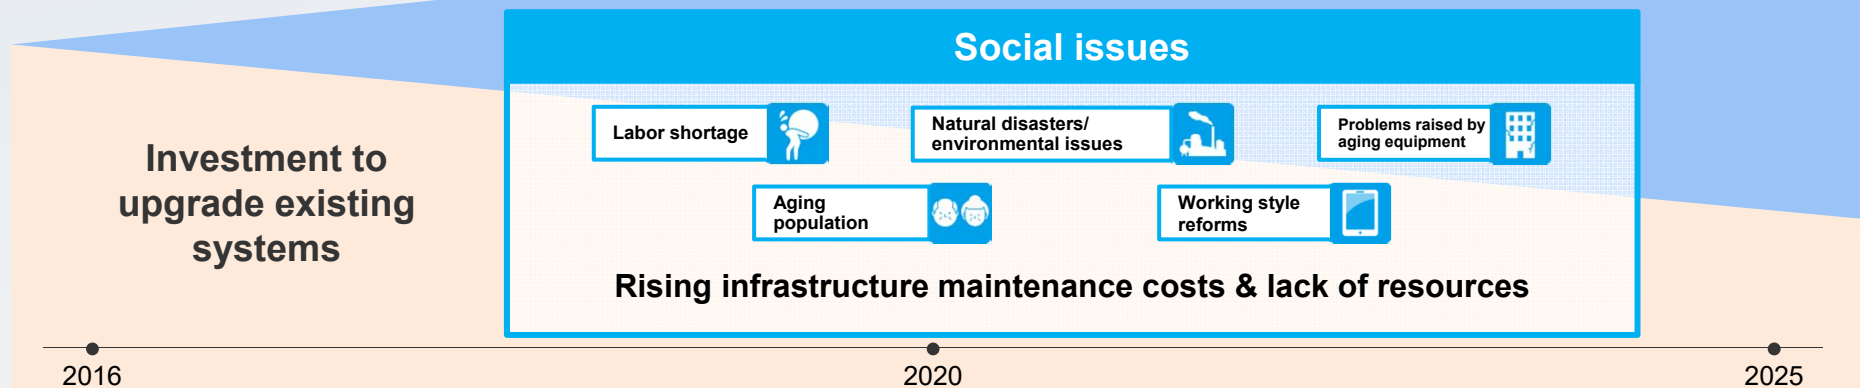 Social issues
Labor shortage
Natural disasters/
environmental issues
Problems raised by
aging equipment
Investment to
upgrade existing
systems
Aging
population
Working style
reforms
Rising infrastructure maintenance costs & lack of resources
2016
2020
2025